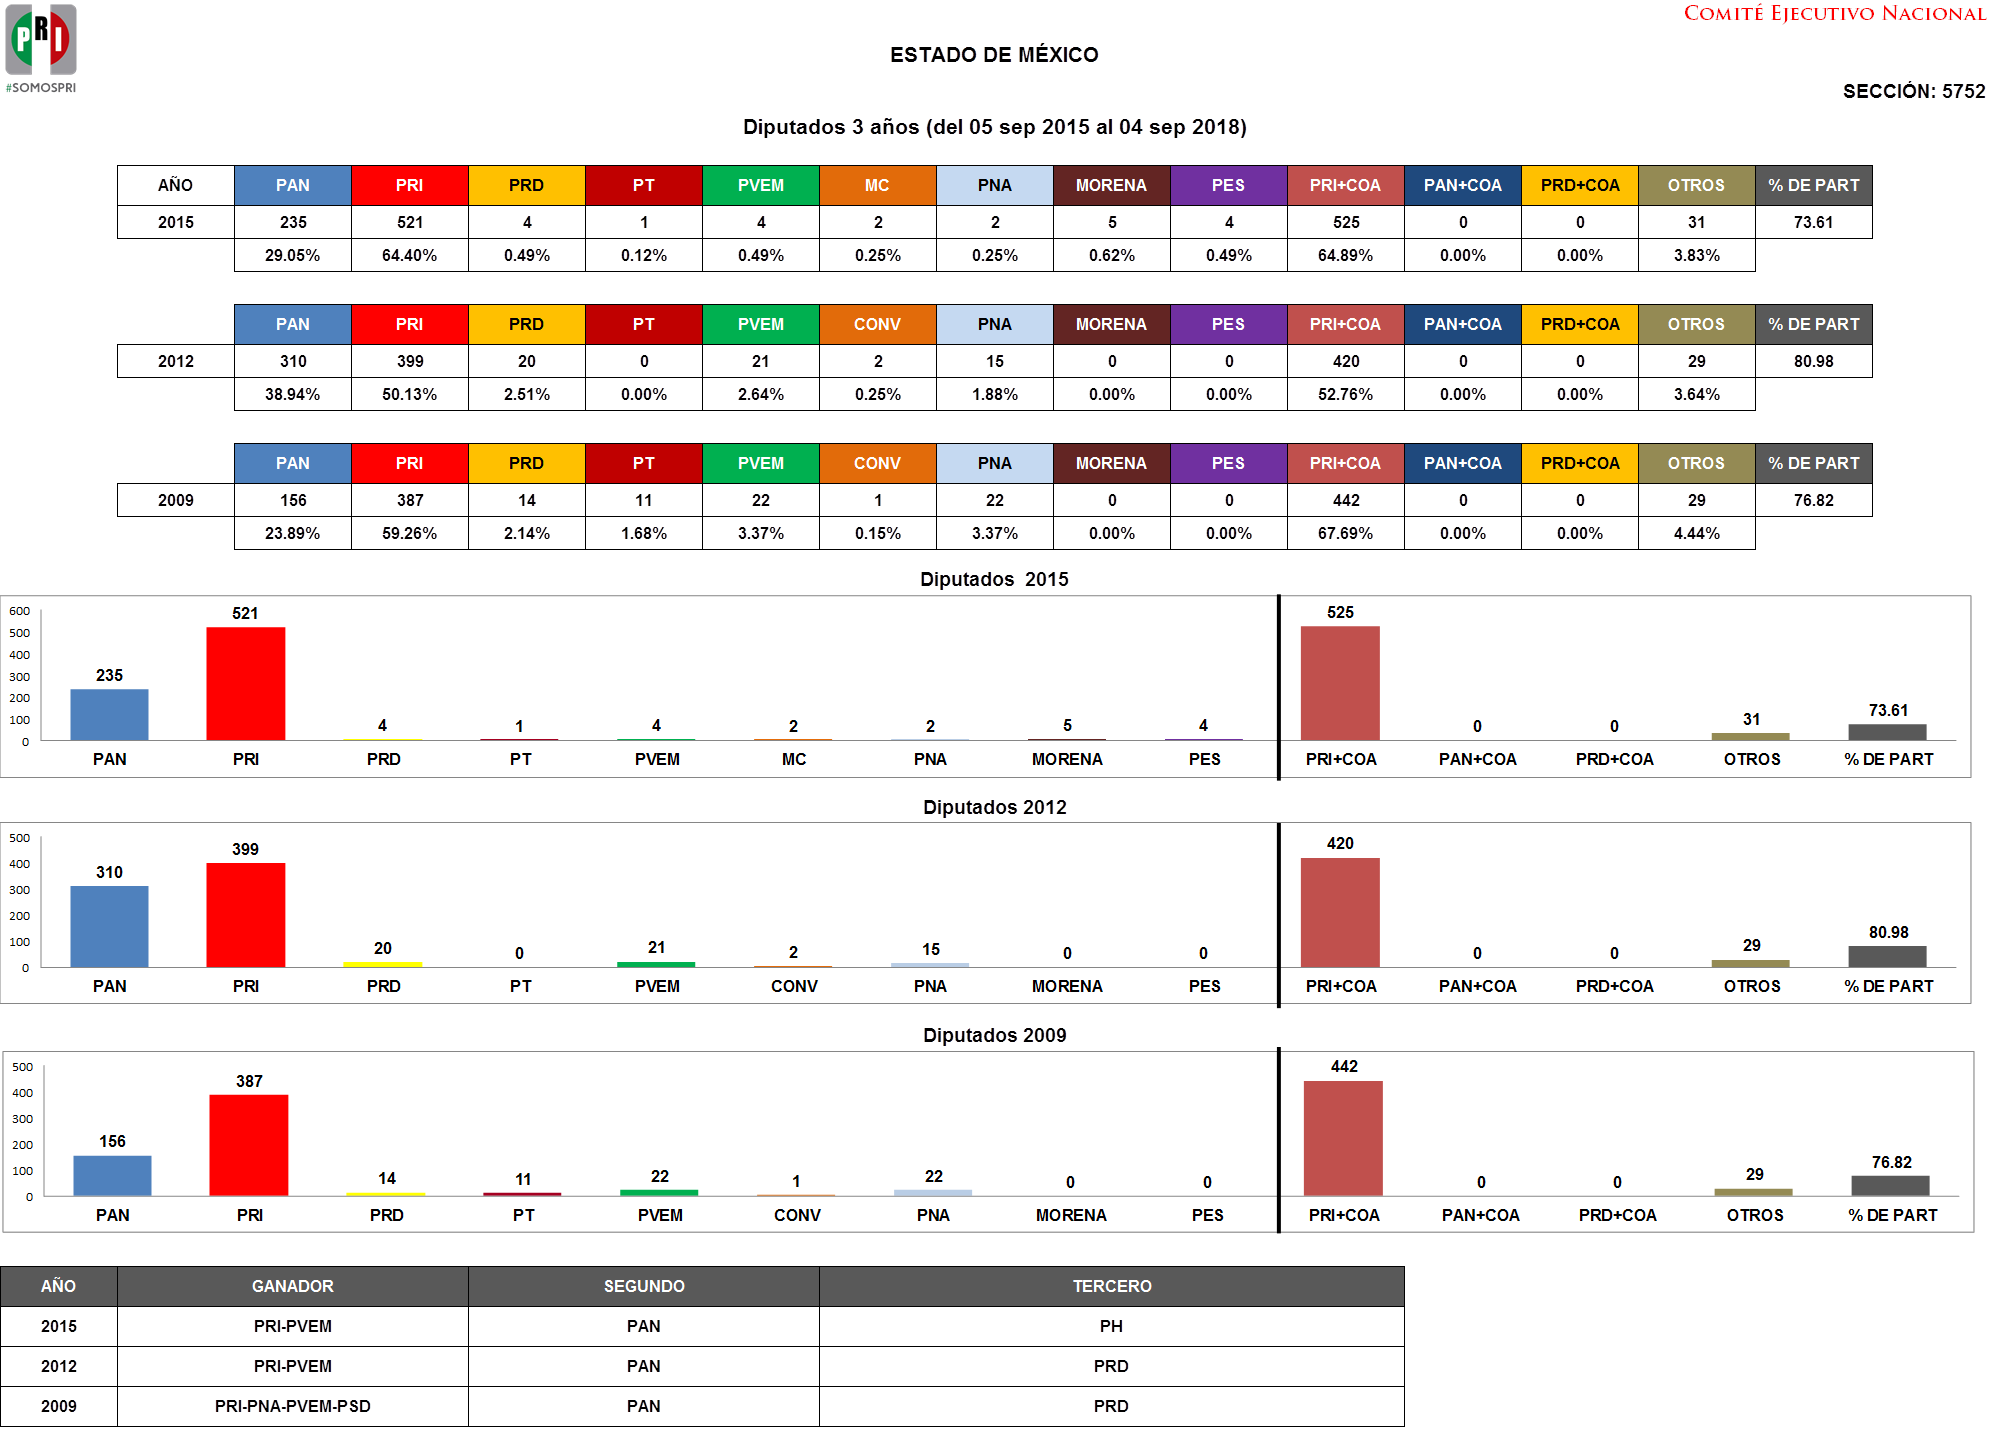 PRI
#SOMOSPRI
COMITÉ EJECUTIVO NACIONAL
ESTADO DE MÉXICO
SECCIÓN: 5752
Diputados 3 años (del 05 sep 2015 al 04 sep 2018)
AÑO PAN PRI PRD PT PVEM MC PNA MORENA PES PRI+COA PAN+COA PRD+COA OTROS % DE PART
2015 235 521 4 1 4 2 2 5 4 525 0 0 31 73.61
29.05% 64.40% 0.49% 0.12% 0.49% 0.25% 0.25% 0.62% 0.49% 64.89% 0.00% 0.00% 3.83%
PAN PRI PRD PT PVEM CONV PNA MORENA PES PRI+COA PAN+COA PRD+COA OTROS % DE PART
2012 310 399 20 0 21 2 15 0 0 420 0 0 29 80.98
38.94% 50.13% 2.51% 0.00% 2.64% 0.25% 1.88% 0.00% 0.00% 52.76% 0.00% 0.00% 3.64%
PAN PRI PRD PT PVEM CONV PNA MORENA PES PRI+COA PAN+COA PRD+COA OTROS % DE PART
2009 156 387 14 11 22 1 22 0 0 442 0 0 29 76.82
23.89% 59.26% 2.14% 1.68% 3.37% 0.15% 3.37% 0.00% 0.00% 67.69% 0.00% 0.00% 4.44%
Diputados 2015
600
500
400
300
200
100
0
235 521 4 1 4 2 2 5 4 525 0 0 31 73.61
PAN PRI PRD PT PVEM MC PNA MORENA PES PRI+COA PAN+COA PRD+COA OTROS % DE PART
Diputados 2012
500
400
300
200
100
0
310 399 20 0 21 2 15 0 0 420 0 0 29 80.98
PAN PRI PRD PT PVEM CONV PNA MORENA PES PRI+COA PAN+COA PRD+COA OTROS % DE PART
Diputados 2009
500
400
300
200
100
0
156 387 14 11 22 1 22 0 0 442 0 0 29 76.82
PAN PRI PRD PT PVEM CONV PNA MORENA PES PRI+COA PAN+COA PRD+COA OTROS % DE PART
AÑO GANADOR SEGUNDO TERCERO
2015 PRI-PVEM PAN PH
2012 PRI-PVEM PAN PRD
2009 PRI-PNA-PVEM-PSD PAN PRD